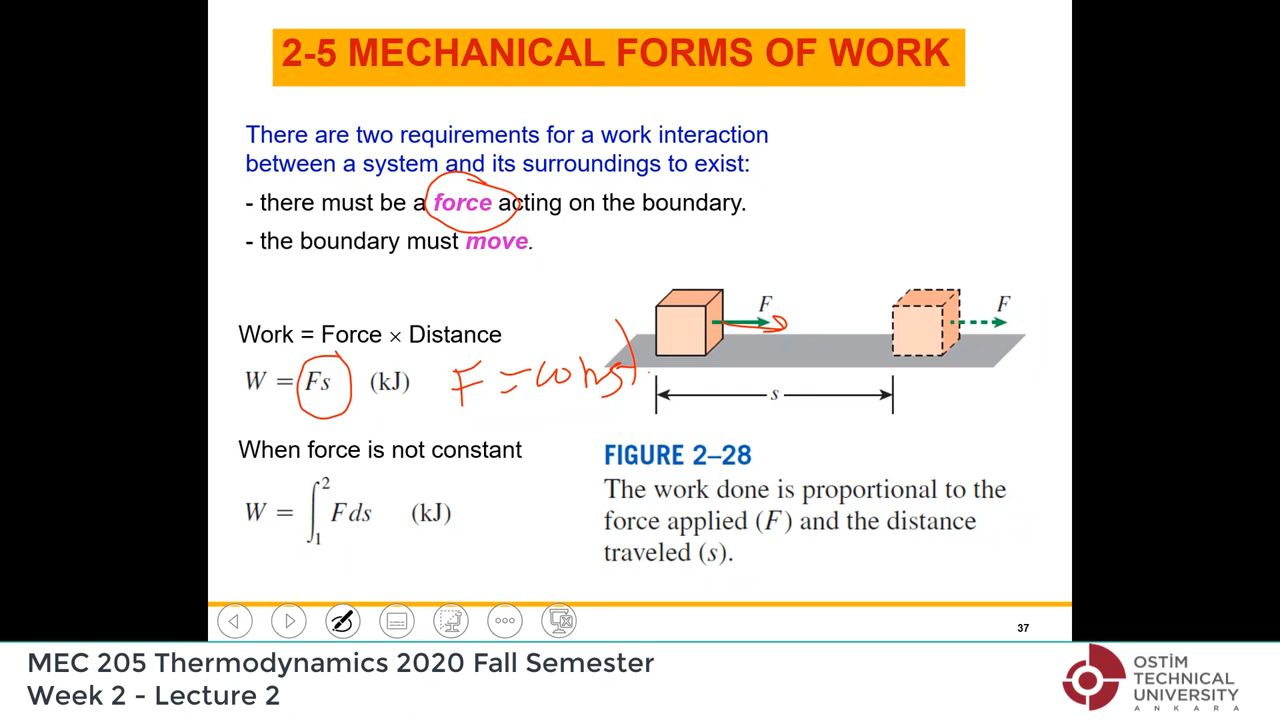 2-5 MECHANICAL FORMS OF WORK
There are two requirements for a work interaction
between a system and its surroundings to exist:
- there must be a force acting on the boundary.
- the boundary must move.
Work = Force × Distance
W = Fs (kJ)
F = const
When force is not constant
W = ∫₁² F ds (kJ)
F
F
s
FIGURE 2–28
The work done is proportional to the
force applied (F) and the distance
traveled (s).
37
MEC 205 Thermodynamics 2020 Fall Semester
Week 2 - Lecture 2
OSTİM
TECHNICAL
UNIVERSITY
ANKARA